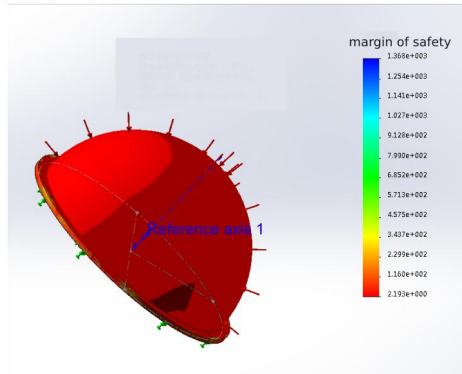 margin of safety
1.368e+003
1.254e+003
1.141e+003
1.027e+003
9.128e+002
7.990e+002
6.852e+002
5.713e+002
4.575e+002
3.437e+002
2.299e+002
1.160e+002
2.193e+000
Reference axis 1